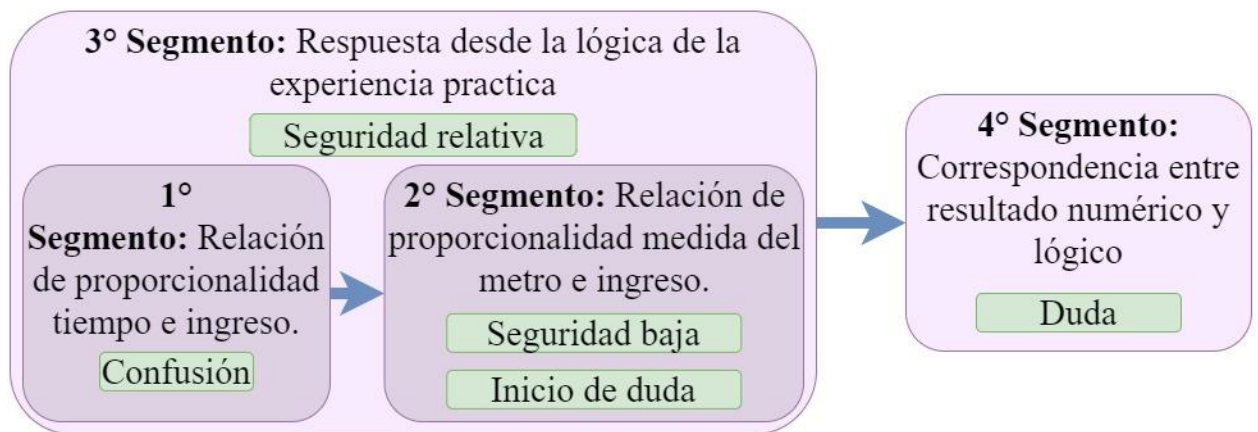 3° Segmento: Respuesta desde la lógica de la
experiencia practica
Seguridad relativa
1°
Segmento: Relación
de proporcionalidad
tiempo e ingreso.
Confusión
2° Segmento: Relación de
proporcionalidad medida del
metro e ingreso.
Seguridad baja
Inicio de duda
4° Segmento:
Correspondencia entre
resultado numérico y
lógico
Duda